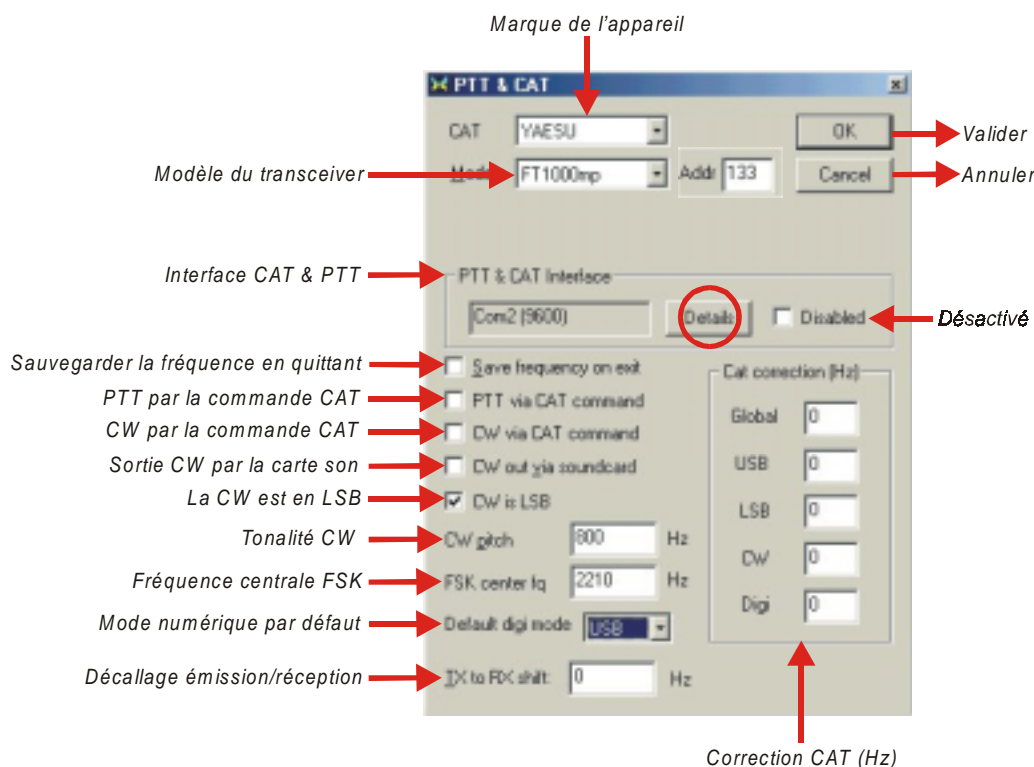 Marque de l'appareil
PTT & CAT
CAT YAESU OK Valider
Modèle du transceiver FT1000mp Addr 133 Cancel Annuler
Interface CAT & PTT PTT & CAT Interface
Com2 (9600) Details Disabled Désactivé
Sauvegarder la fréquence en quittant Save frequency on exit Cat correction (Hz)
PTT par la commande CAT PTT via CAT command Global 0
CW par la commande CAT CW via CAT command
Sortie CW par la carte son CW out via soundcard USB 0
La CW est en LSB CW is LSB LSB 0
Tonalité CW CW pitch 800 Hz CW 0
Fréquence centrale FSK FSK center fq 2210 Hz Digi 0
Mode numérique par défaut Default digi mode USB
Décallage émission/réception TX to RX shift: 0 Hz
Correction CAT (Hz)